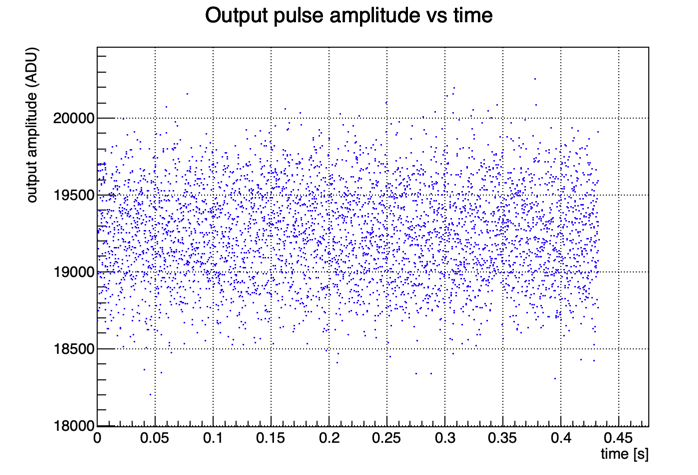 Output pulse amplitude vs time
output amplitude (ADU)
20000
19500
19000
18500
18000
0 0.05 0.1 0.15 0.2 0.25 0.3 0.35 0.4 0.45
time [s]